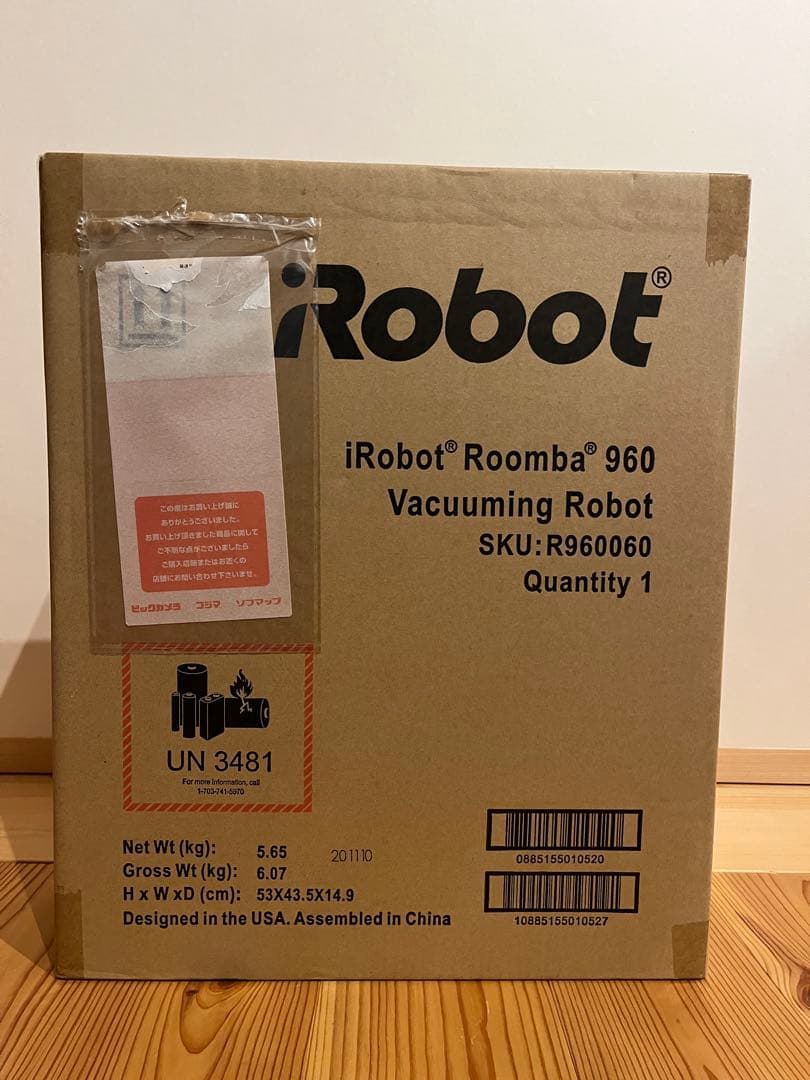 iRobot®
iRobot® Roomba® 960
Vacuuming Robot
SKU:R960060
Quantity 1
この度はお買い上げ誠に
ありがとうございました。
お買い上げ頂きました商品に関して
ご不明な点がございましたら
ご購入店舗またはお近くの
店舗にお問い合わせ下さいませ。
ビックカメラ コジマ ソフマップ
UN 3481
For more information, call
1-703-741-5970
Net Wt (kg): 5.65 201110
Gross Wt (kg): 6.07
H x W xD (cm): 53X43.5X14.9
Designed in the USA. Assembled in China
0885155010520
10885155010527